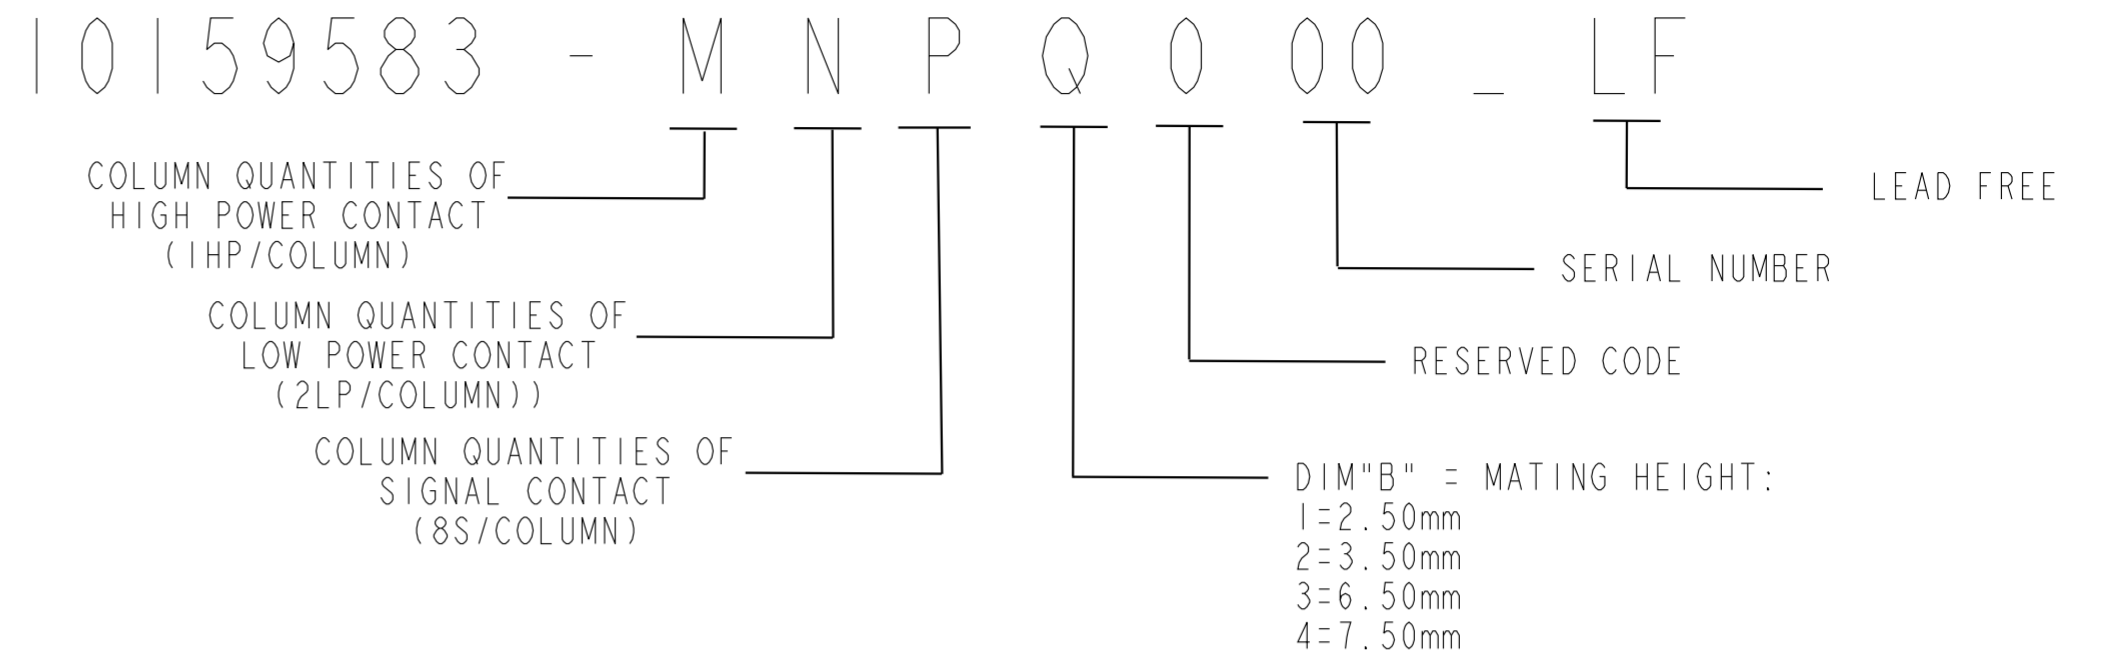 10159583 - M N P Q 0 00 _ LF
COLUMN QUANTITIES OF
HIGH POWER CONTACT
(1HP/COLUMN)
LEAD FREE
SERIAL NUMBER
COLUMN QUANTITIES OF
LOW POWER CONTACT
(2LP/COLUMN))
RESERVED CODE
COLUMN QUANTITIES OF
SIGNAL CONTACT
(8S/COLUMN)
DIM"B" = MATING HEIGHT:
1=2.50mm
2=3.50mm
3=6.50mm
4=7.50mm